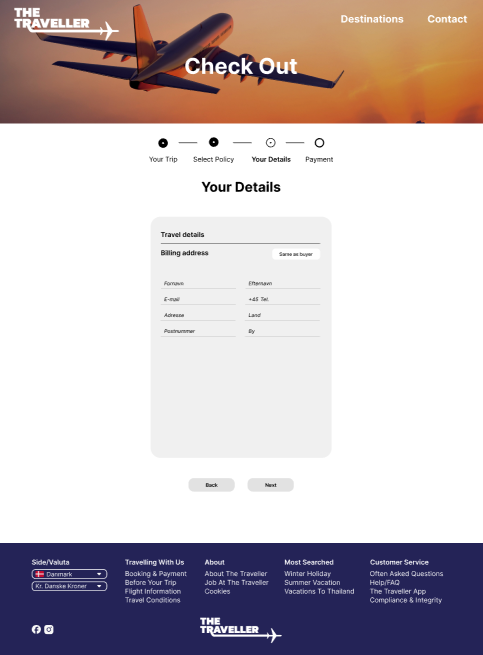 THE
TRAVELLER
Destinations
Contact
Check Out
Your Trip
Select Policy
Your Details
Payment
Your Details
Travel details
Billing address
Same as buyer
Fornavn
Efternavn
E-mail
+45 Tel.
Adresse
Land
Postnummer
By
Back
Next
Side/Valuta
Danmark
Kr. Danske Kroner
Travelling With Us
Booking & Payment
Before Your Trip
Flight Information
Travel Conditions
About
About The Traveller
Job At The Traveller
Cookies
Most Searched
Winter Holiday
Summer Vacation
Vacations To Thailand
Customer Service
Often Asked Questions
Help/FAQ
The Traveller App
Compliance & Integrity
THE
TRAVELLER